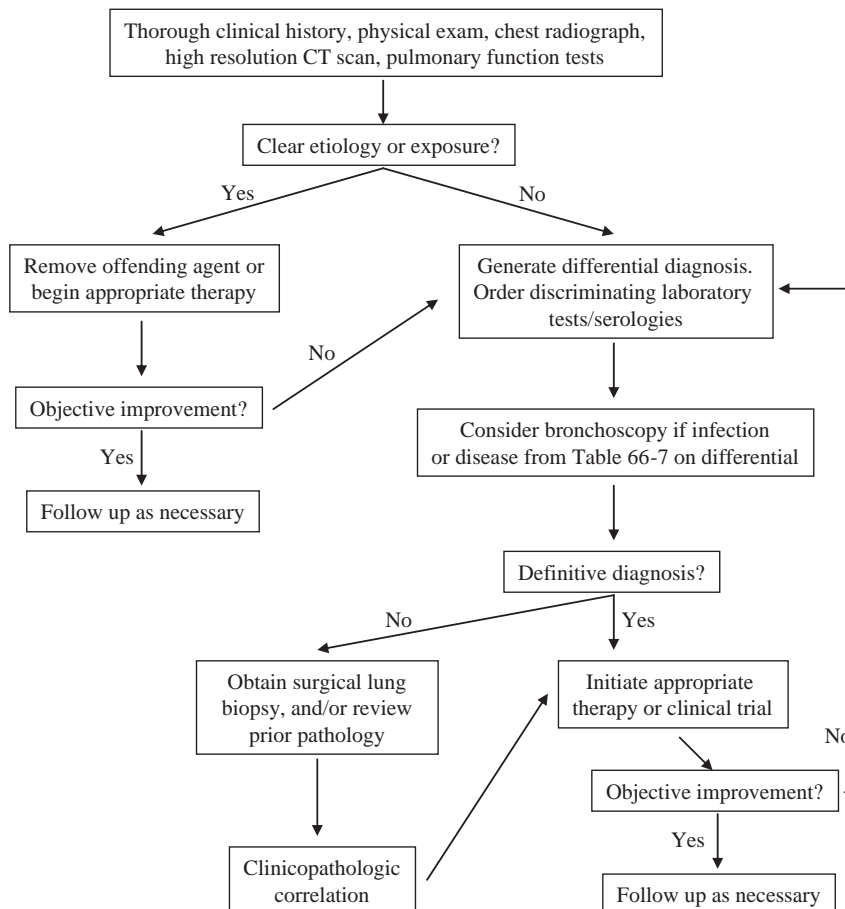 Thorough clinical history, physical exam, chest radiograph,
high resolution CT scan, pulmonary function tests
Clear etiology or exposure?
Yes
No
Remove offending agent or
begin appropriate therapy
Generate differential diagnosis.
Order discriminating laboratory
tests/serologies
No
Objective improvement?
Yes
Follow up as necessary
Consider bronchoscopy if infection
or disease from Table 66-7 on differential
Definitive diagnosis?
No
Yes
Obtain surgical lung
biopsy, and/or review
prior pathology
Initiate appropriate
therapy or clinical trial
No
Objective improvement?
Yes
Clinicopathologic
correlation
Follow up as necessary